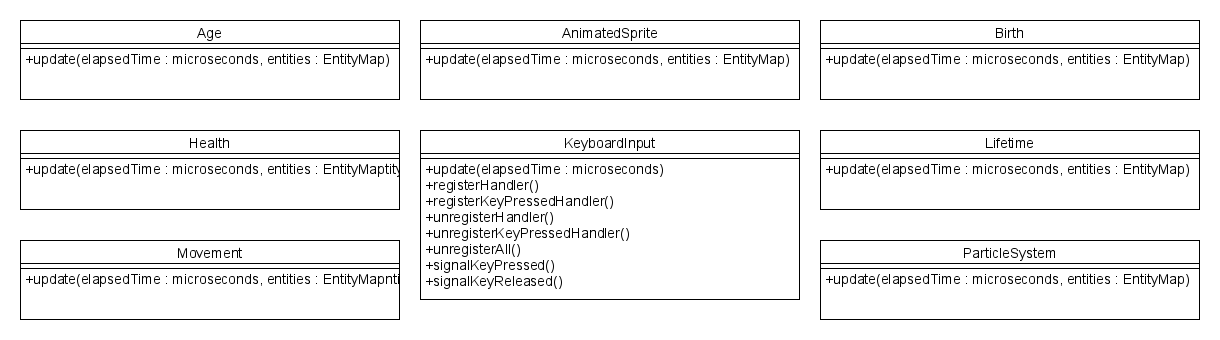 Age
+update(elapsedTime : microseconds, entities : EntityMap)
AnimatedSprite
+update(elapsedTime : microseconds, entities : EntityMap)
Birth
+update(elapsedTime : microseconds, entities : EntityMap)
Health
+update(elapsedTime : microseconds, entities : EntityMaptity
KeyboardInput
+update(elapsedTime : microseconds)
+registerHandler()
+registerKeyPressedHandler()
+unregisterHandler()
+unregisterKeyPressedHandler()
+unregisterAll()
+signalKeyPressed()
+signalKeyReleased()
Lifetime
+update(elapsedTime : microseconds, entities : EntityMap)
Movement
+update(elapsedTime : microseconds, entities : EntityMapnti
ParticleSystem
+update(elapsedTime : microseconds, entities : EntityMap)